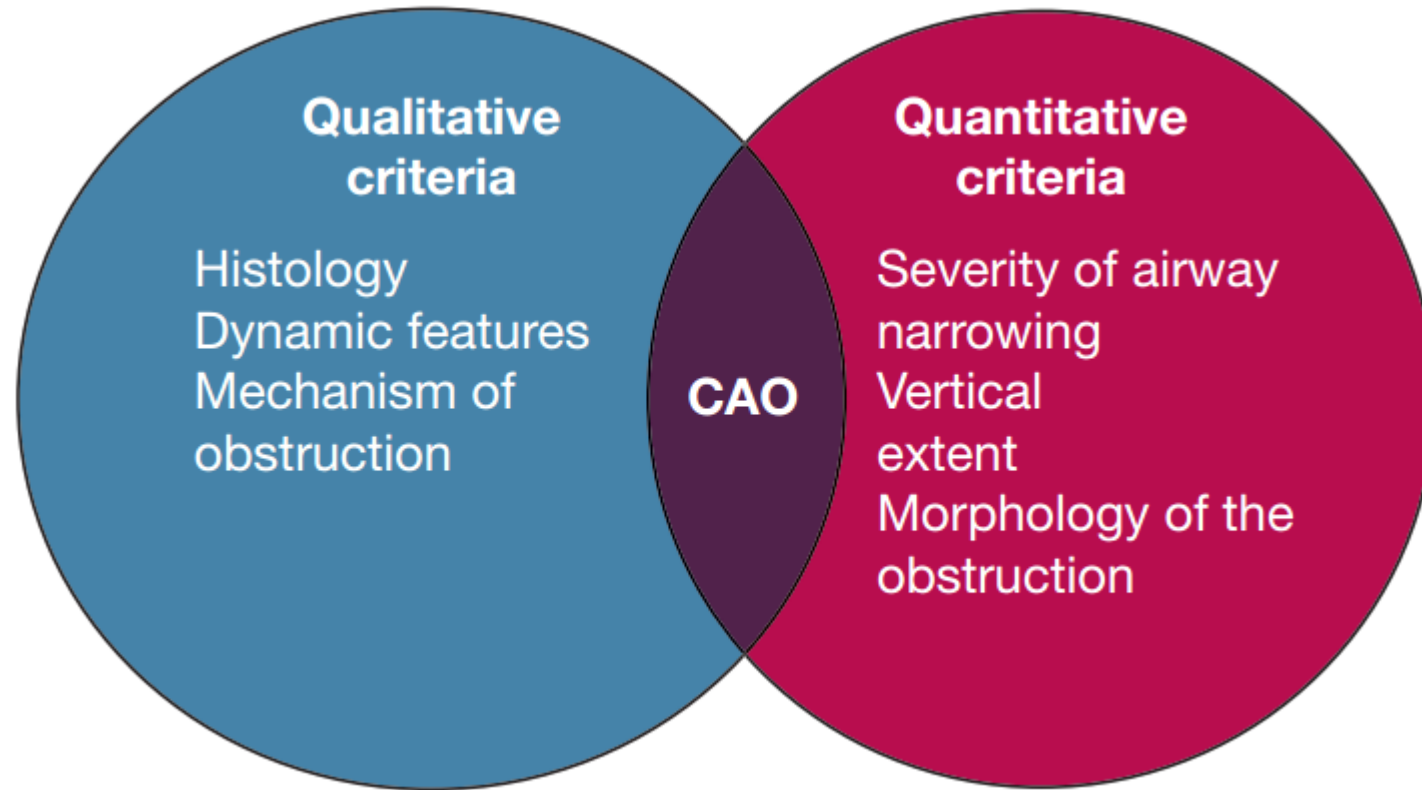 Qualitative
criteria
Histology
Dynamic features
Mechanism of
obstruction
CAO
Quantitative
criteria
Severity of airway
narrowing
Vertical
extent
Morphology of the
obstruction